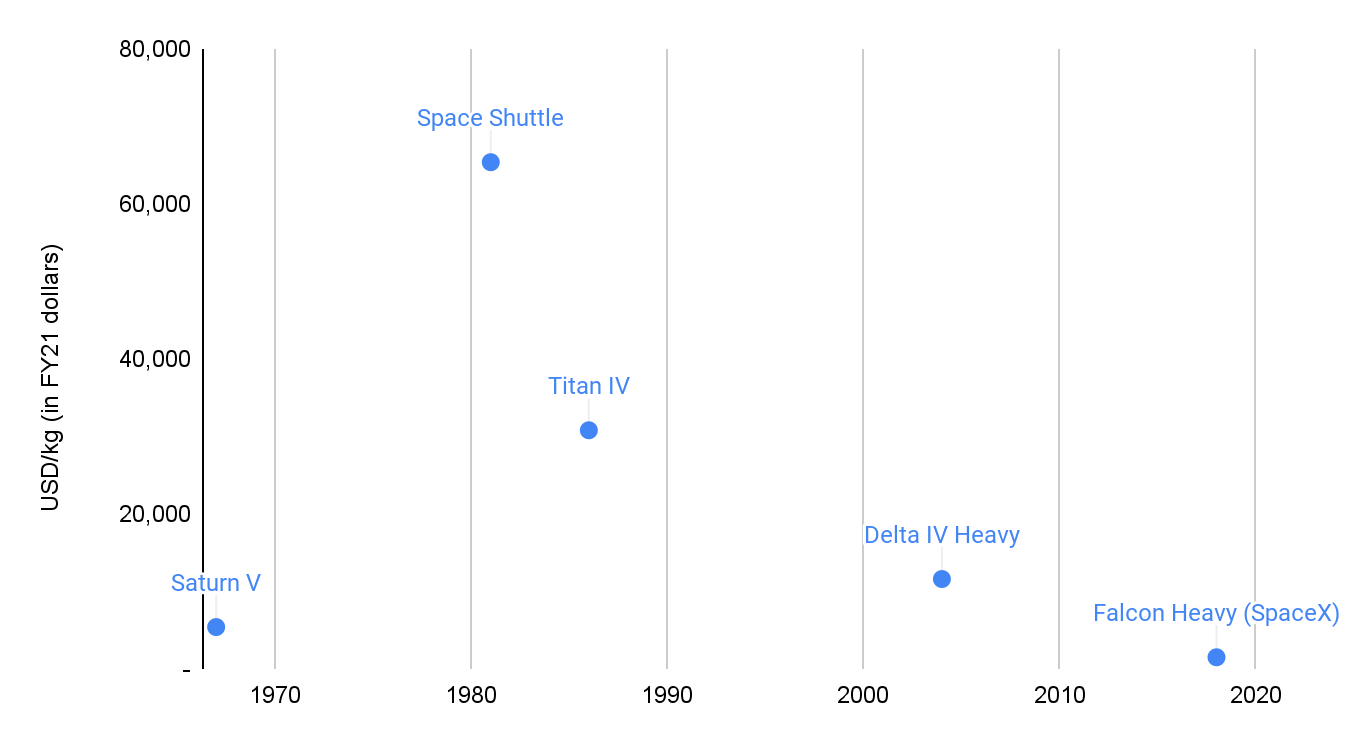 80,000
Space Shuttle
60,000
USD/kg (in FY21 dollars)
40,000
Titan IV
20,000
Delta IV Heavy
Saturn V
Falcon Heavy (SpaceX)
-
1970 1980 1990 2000 2010 2020